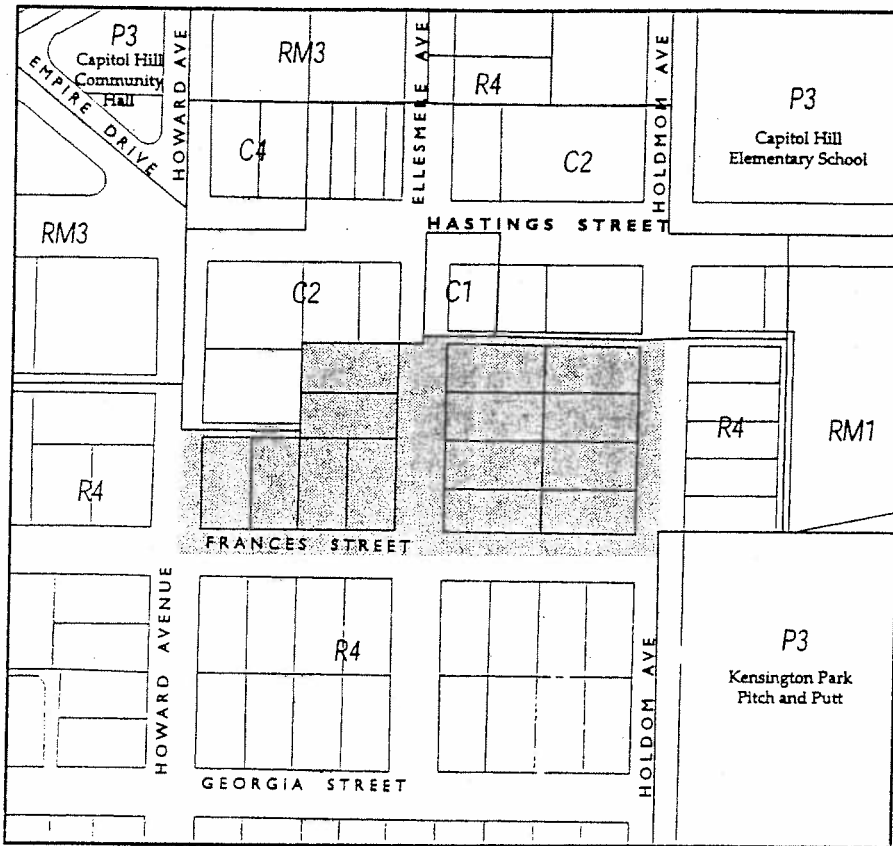 P3
Capitol Hill
Community
Hall
EMPIRE DRIVE
HOWARD AVE
RM3
ELLESMERE AVE
R4
HOLDMOM AVE
P3
Capitol Hill
Elementary School
C4
C2
HASTINGS STREET
RM3
C2
C1
R4
R4
RM1
FRANCES STREET
HOWARD AVENUE
R4
HOLDOM AVE
P3
Kensington Park
Pitch and Putt
GEORGIA STREET